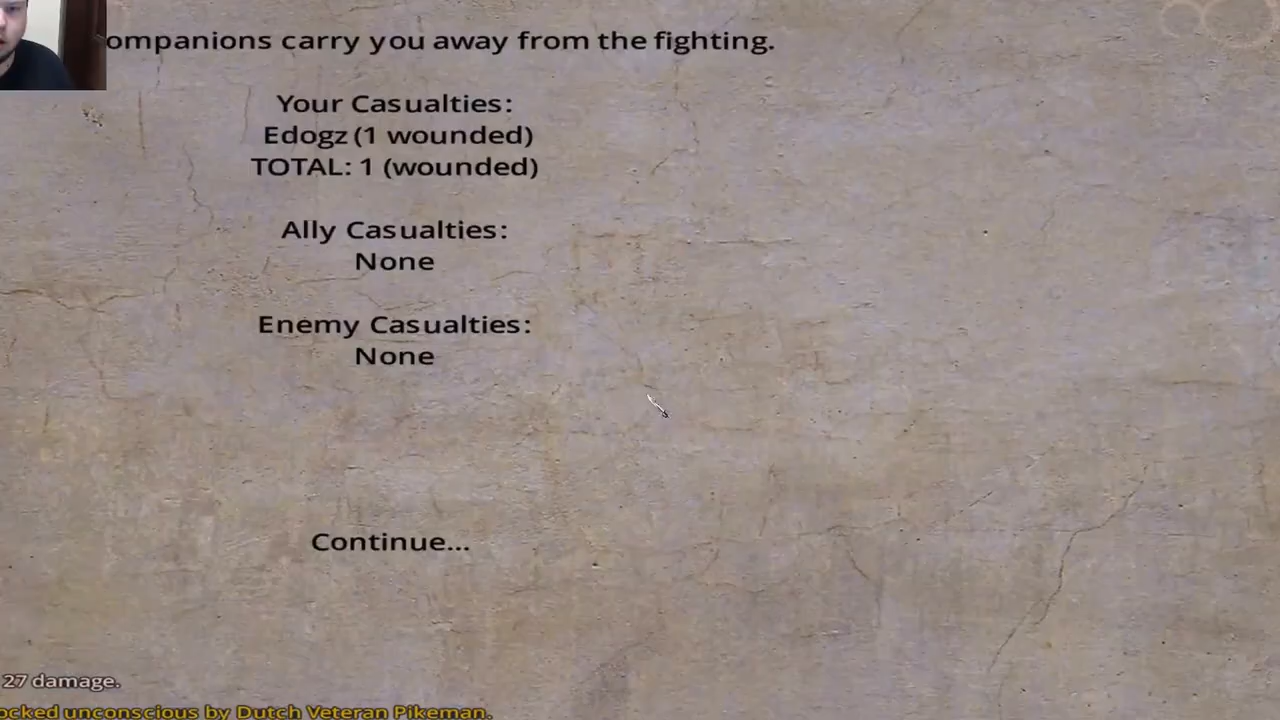 ompanions carry you away from the fighting.
Your Casualties:
Edogz (1 wounded)
TOTAL: 1 (wounded)
Ally Casualties:
None
Enemy Casualties:
None
Continue...
27 damage.
ocked unconscious by Dutch Veteran Pikeman.